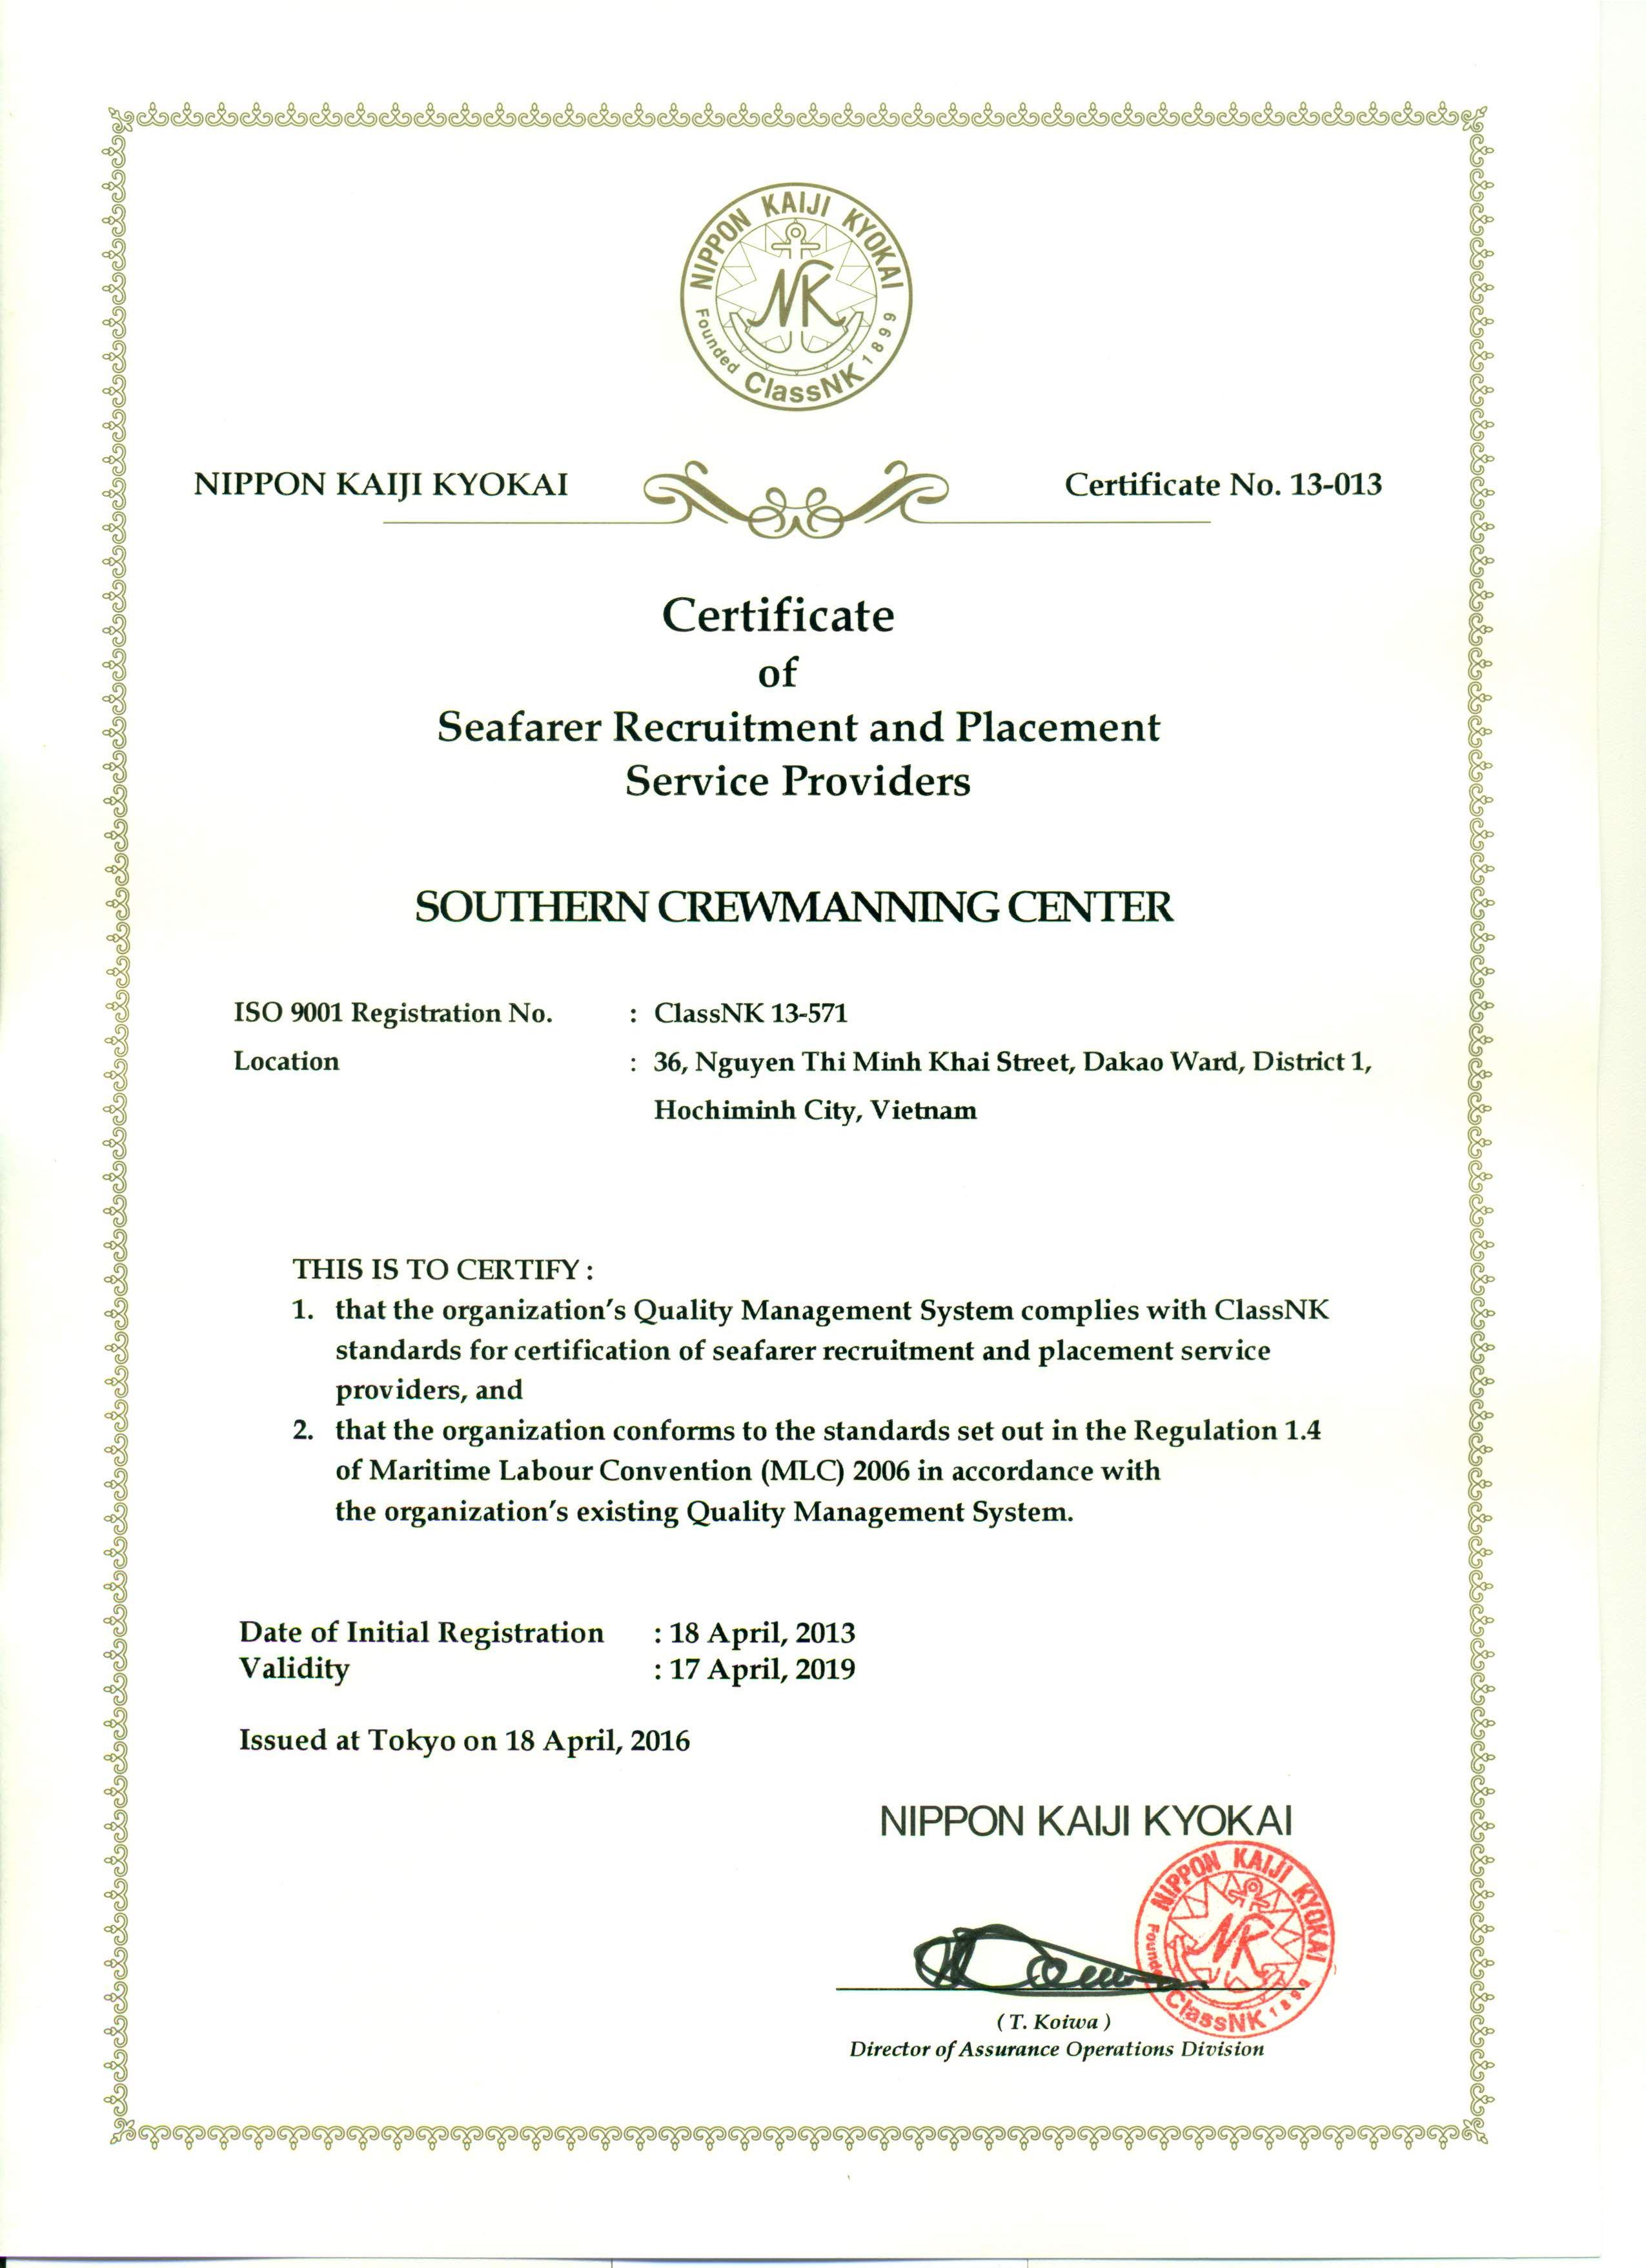 NIPPON KAIJI KYOKAI
NK
Founded ClassNK 1899
NIPPON KAIJI KYOKAI
Certificate No. 13-013
Certificate
of
Seafarer Recruitment and Placement
Service Providers
SOUTHERN CREWMANNING CENTER
ISO 9001 Registration No. : ClassNK 13-571
Location : 36, Nguyen Thi Minh Khai Street, Dakao Ward, District 1,
Hochiminh City, Vietnam
THIS IS TO CERTIFY :
1. that the organization's Quality Management System complies with ClassNK
standards for certification of seafarer recruitment and placement service
providers, and
2. that the organization conforms to the standards set out in the Regulation 1.4
of Maritime Labour Convention (MLC) 2006 in accordance with
the organization's existing Quality Management System.
Date of Initial Registration : 18 April, 2013
Validity : 17 April, 2019
Issued at Tokyo on 18 April, 2016
NIPPON KAIJI KYOKAI
NIPPON KAIJI KYOKAI
NK
ClassNK 1899
( T. Koiwa )
Director of Assurance Operations Division